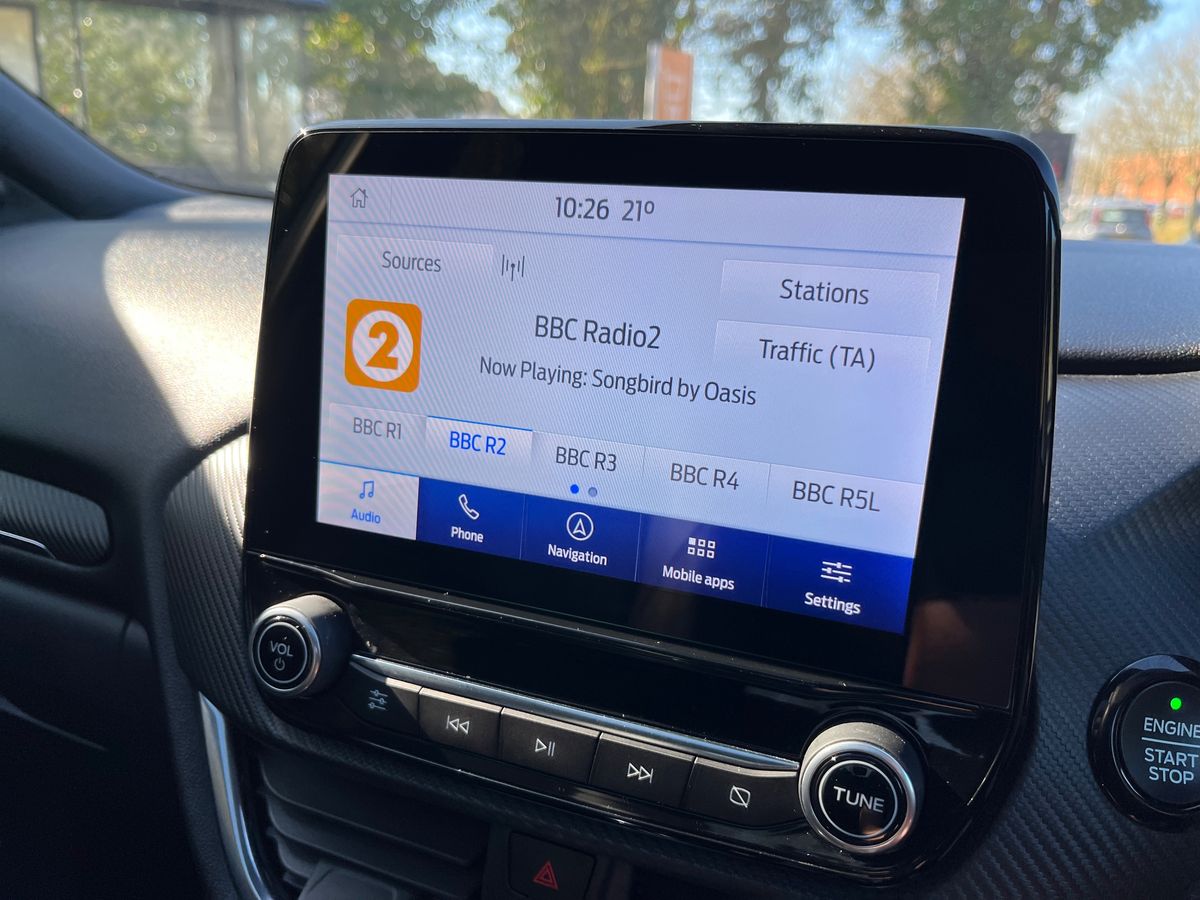 10:26 21º
Sources
Stations
2
BBC Radio2
Traffic (TA)
Now Playing: Songbird by Oasis
BBC R1
BBC R2
BBC R3
BBC R4
BBC R5L
Audio
Phone
Navigation
Mobile apps
Settings
VOL
TUNE
ENGINE
START
STOP